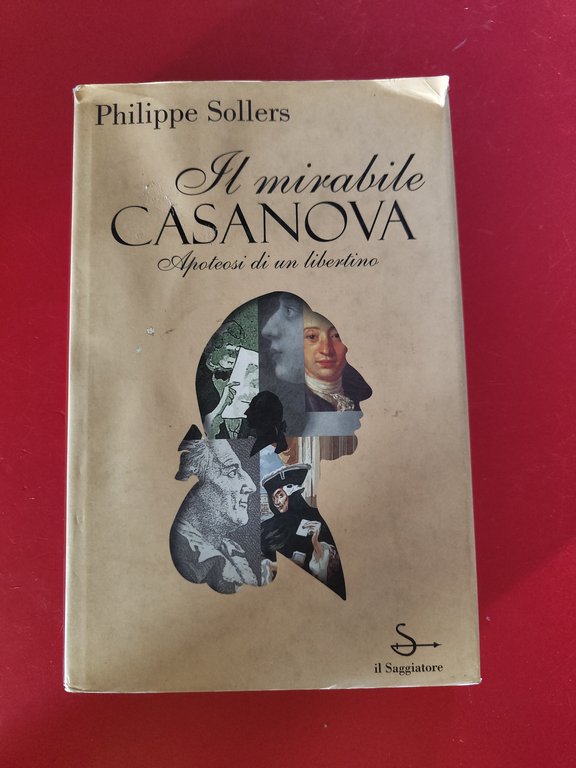 Philippe Sollers
Il mirabile
CASANOVA
Apoteosi di un libertino
il Saggiatore